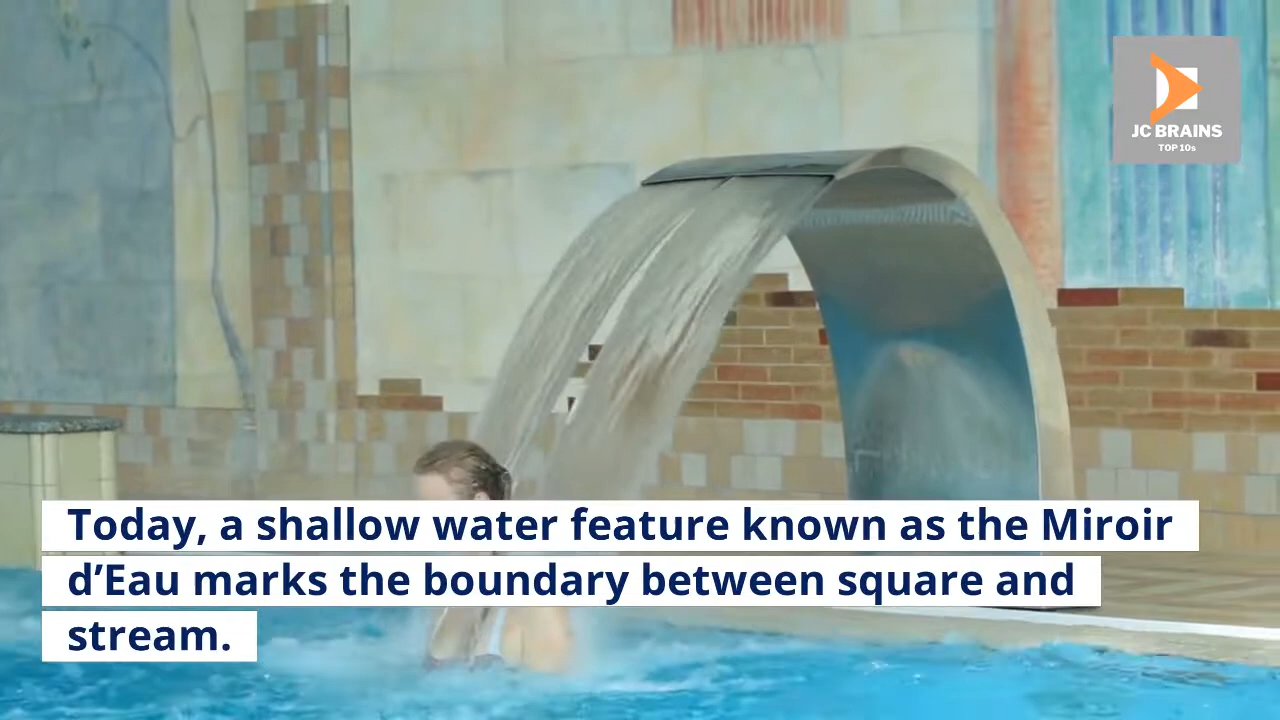 JC BRAINS
TOP 10s
Today, a shallow water feature known as the Miroir
d’Eau marks the boundary between square and
stream.